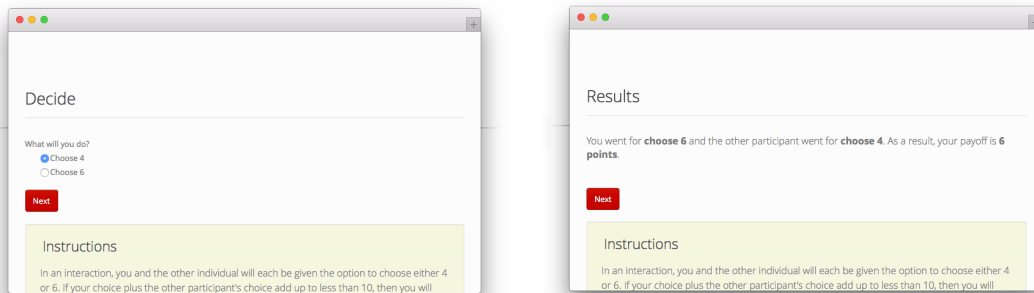 Decide
What will you do?
Choose 4
Choose 6
Next
Instructions
In an interaction, you and the other individual will each be given the option to choose either 4
or 6. If your choice plus the other participant's choice add up to less than 10, then you will
Results
You went for choose 6 and the other participant went for choose 4. As a result, your payoff is 6
points.
Next
Instructions
In an interaction, you and the other individual will each be given the option to choose either 4
or 6. If your choice plus the other participant's choice add up to less than 10, then you will